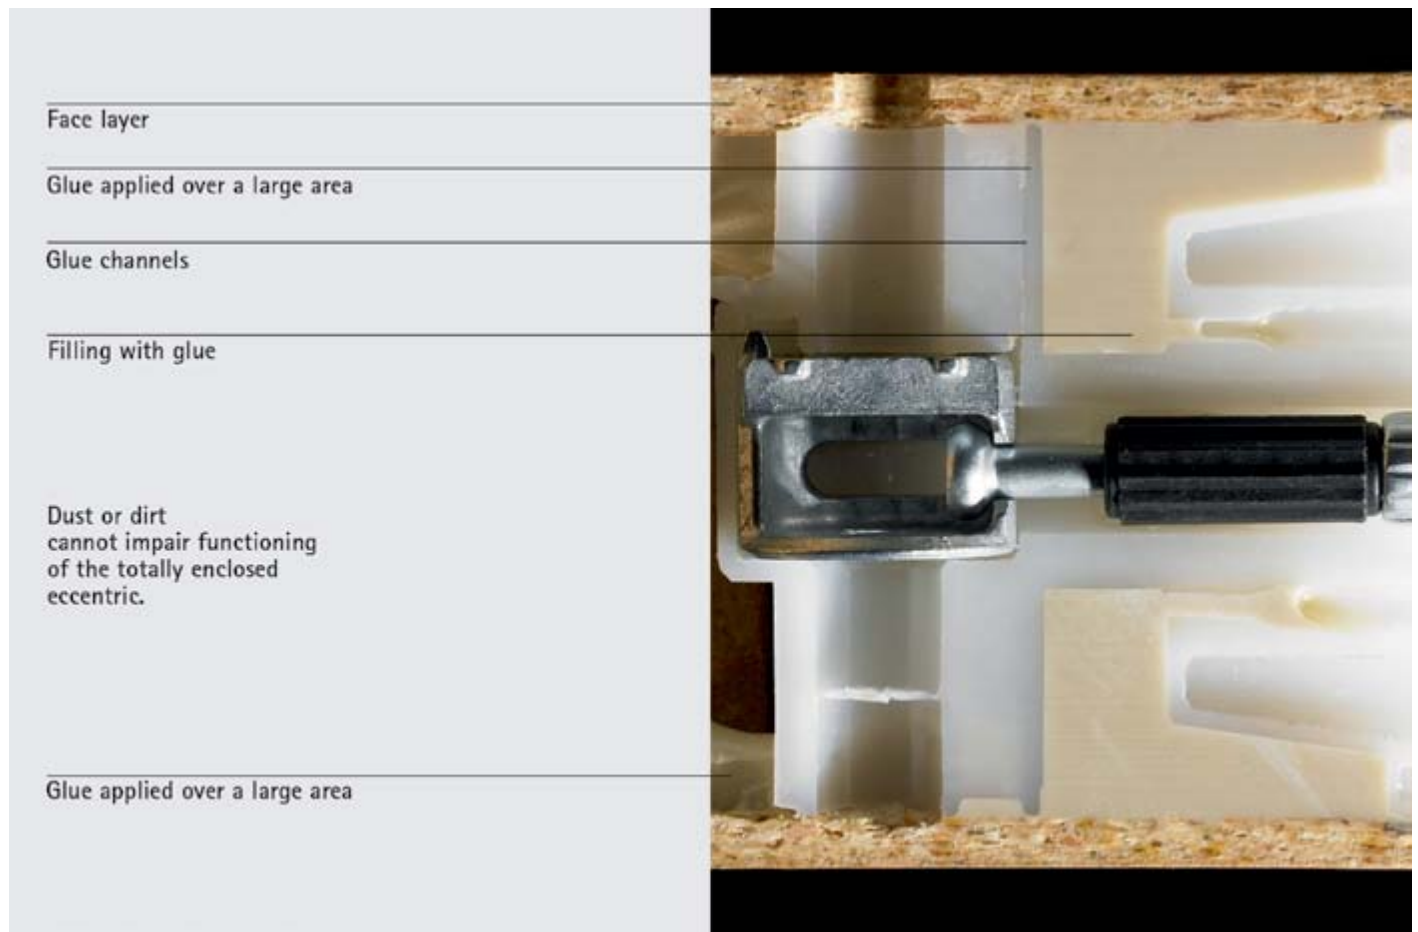 Face layer
Glue applied over a large area
Glue channels
Filling with glue
Dust or dirt
cannot impair functioning
of the totally enclosed
eccentric.
Glue applied over a large area